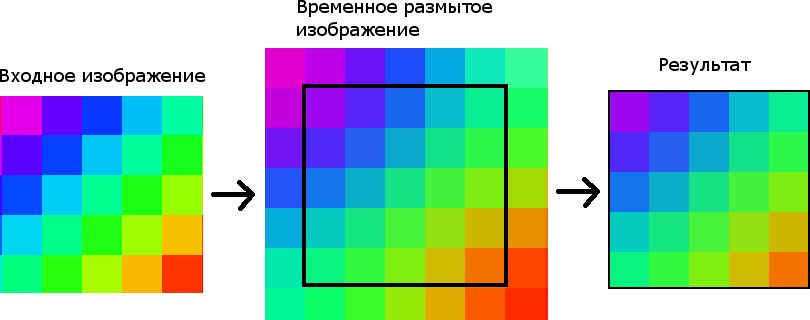 Входное изображение
Временное размытое
изображение
Результат